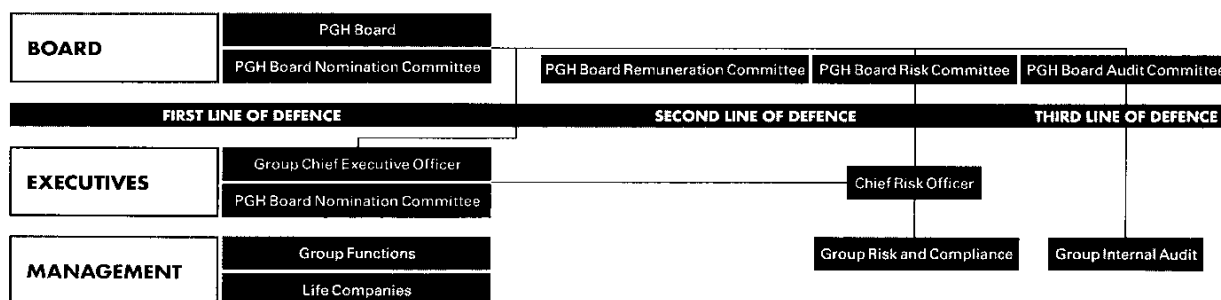 BOARD
PGH Board
PGH Board Nomination Committee
PGH Board Remuneration Committee
PGH Board Risk Committee
PGH Board Audit Committee
FIRST LINE OF DEFENCE
SECOND LINE OF DEFENCE
THIRD LINE OF DEFENCE
EXECUTIVES
Group Chief Executive Officer
PGH Board Nomination Committee
Chief Risk Officer
MANAGEMENT
Group Functions
Life Companies
Group Risk and Compliance
Group Internal Audit